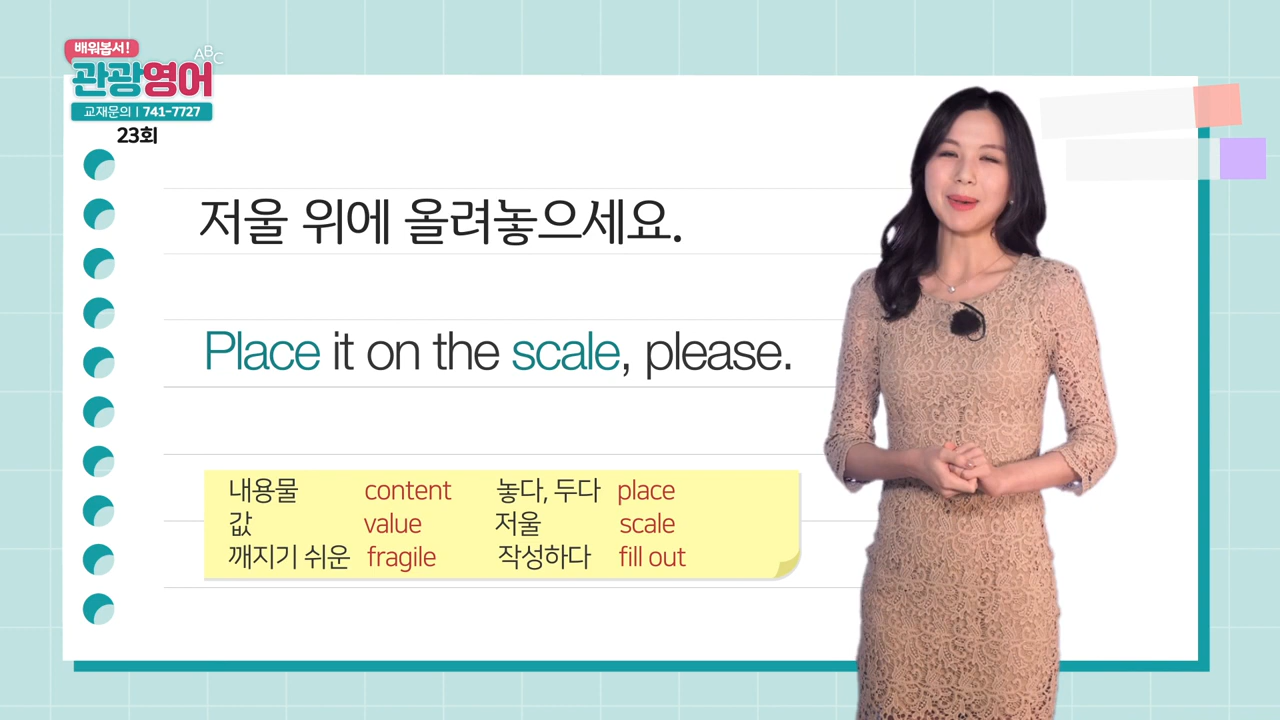 배워봅서!
ABC
관광영어
교재문의 | 741-7727
23회
저울 위에 올려놓으세요.
Place it on the scale, please.
내용물 content 놓다, 두다 place
값 value 저울 scale
깨지기 쉬운 fragile 작성하다 fill out